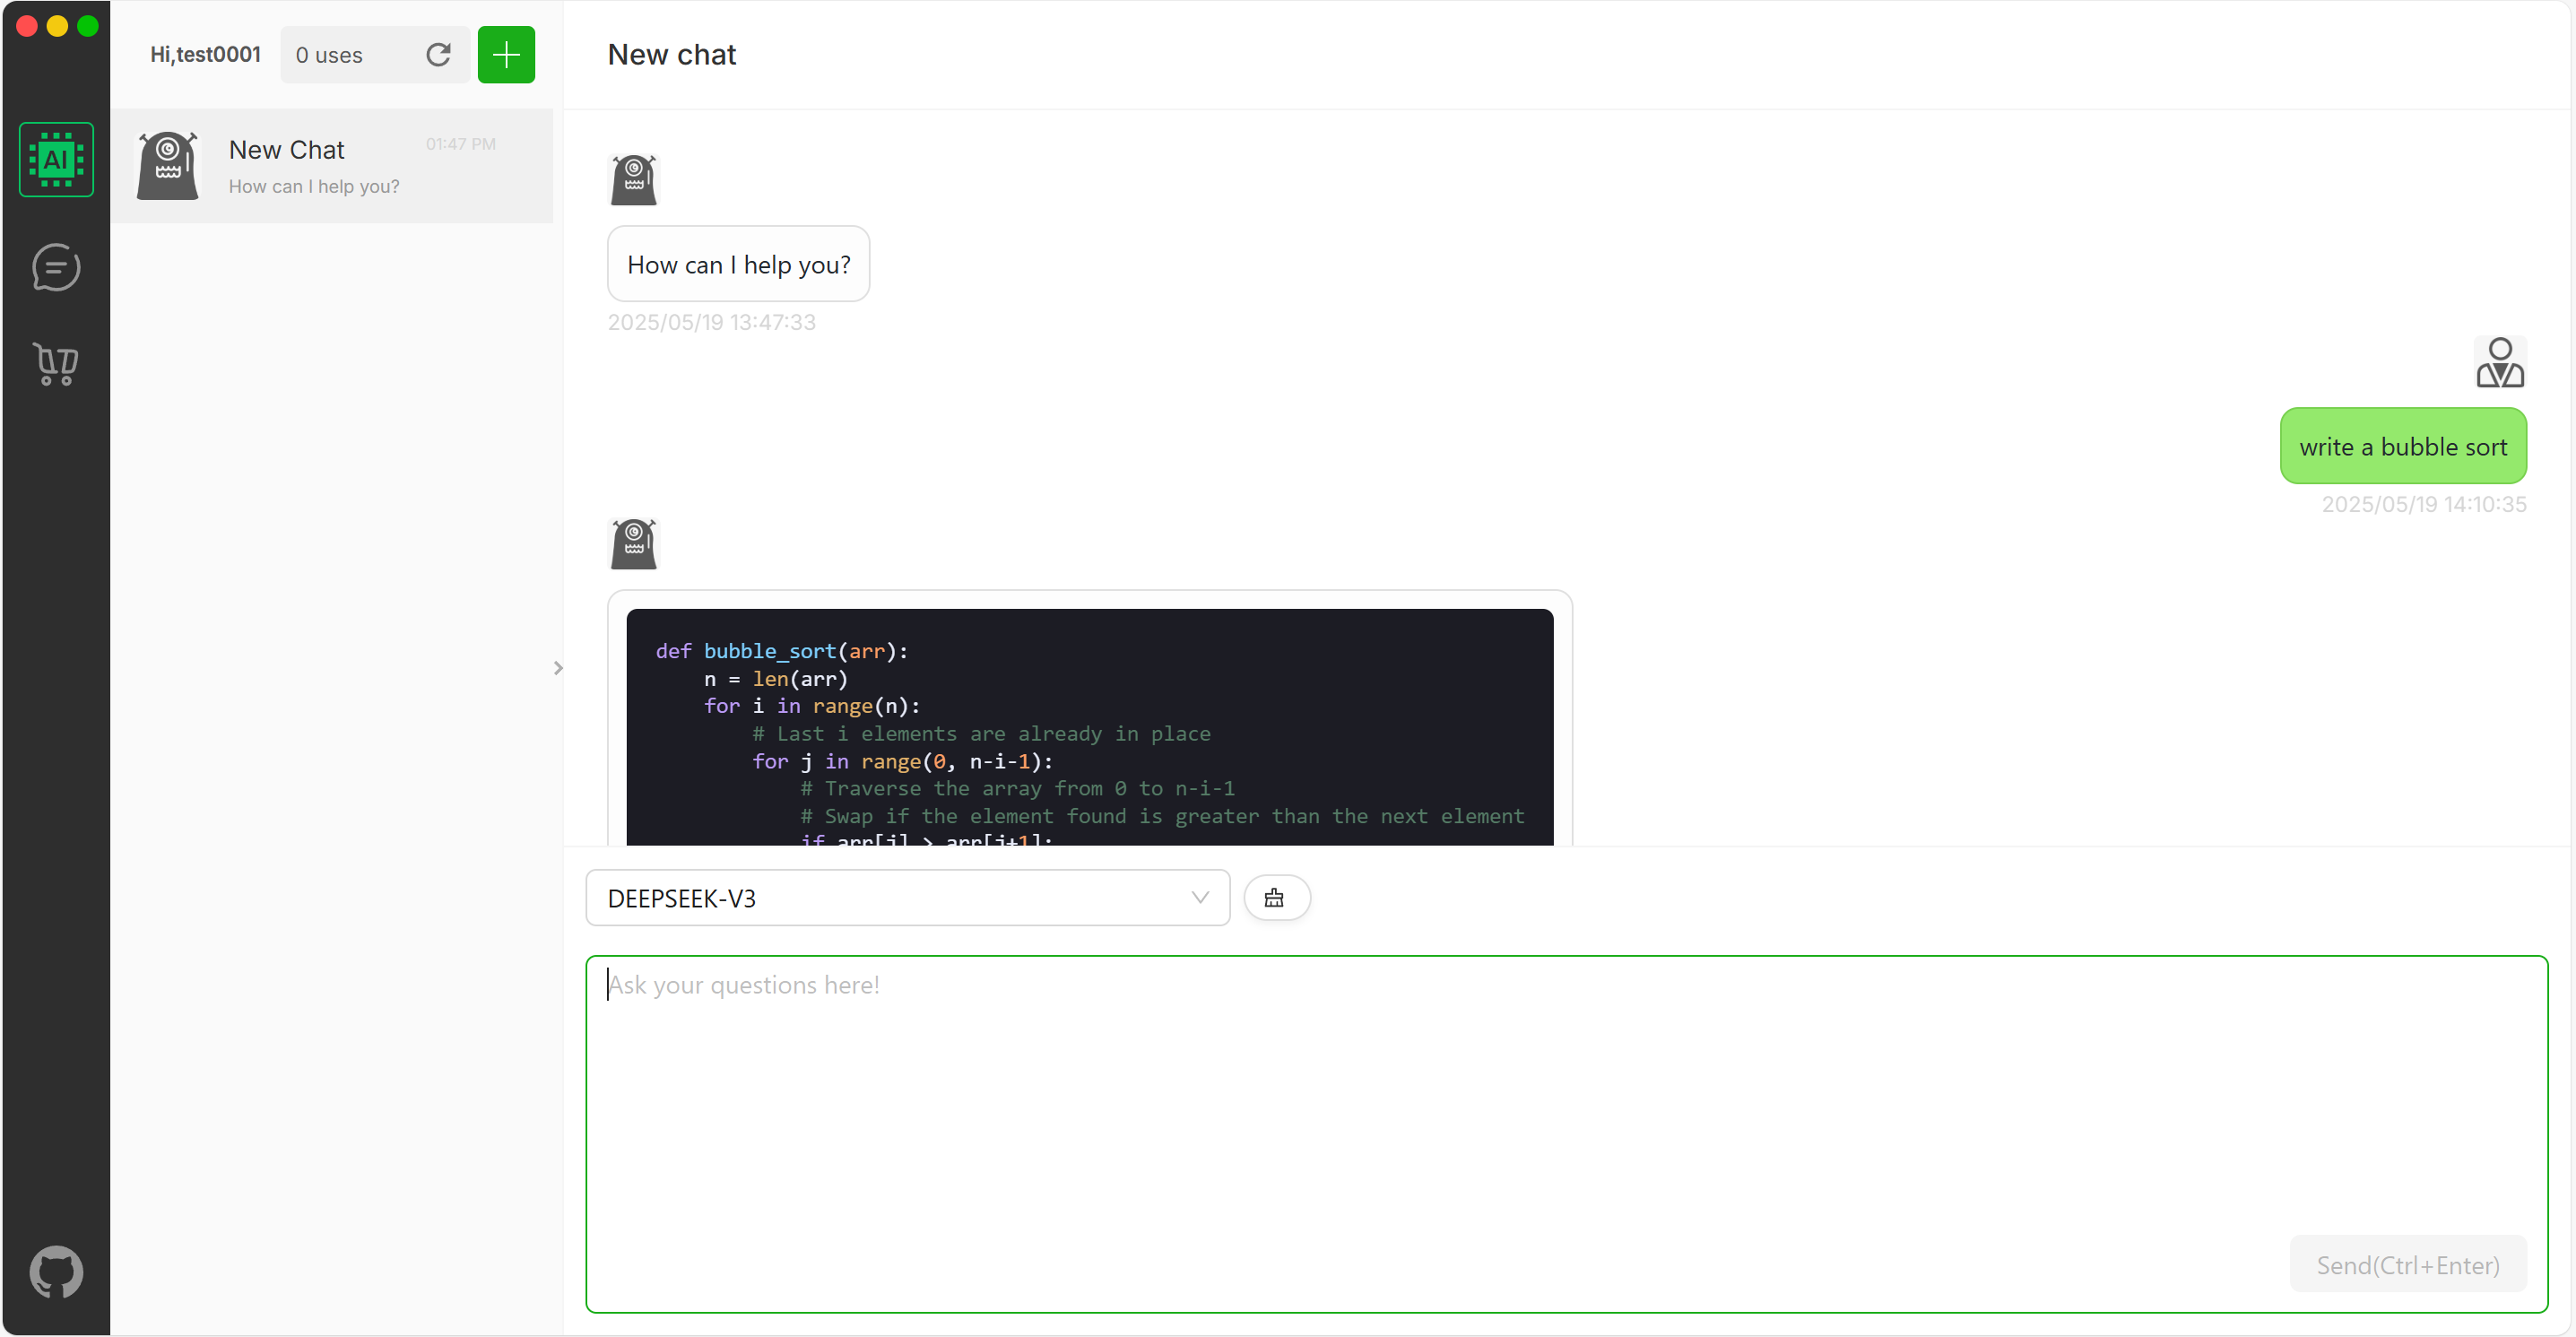 Hi,test0001
0 uses
New chat
AI
New Chat
01:47 PM
How can I help you?
How can I help you?
2025/05/19 13:47:33
write a bubble sort
2025/05/19 14:10:35
def bubble_sort(arr):
    n = len(arr)
    for i in range(n):
        # Last i elements are already in place
        for j in range(0, n-i-1):
            # Traverse the array from 0 to n-i-1
            # Swap if the element found is greater than the next element
            if arr[j] > arr[j+1]:
DEEPSEEK-V3
Ask your questions here!
Send(Ctrl+Enter)